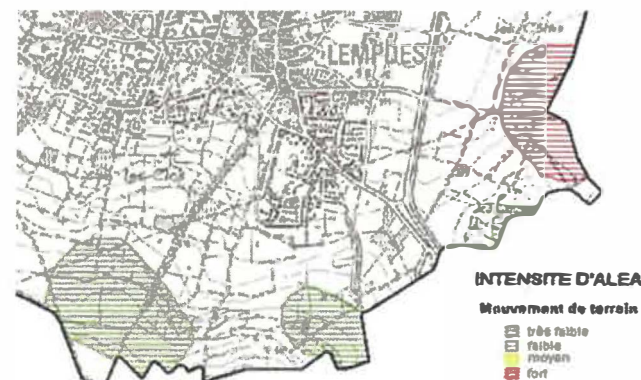 LEMPDES
INTENSITE D'ALEA
Mouvement de terrain
très faible
faible
moyen
fort